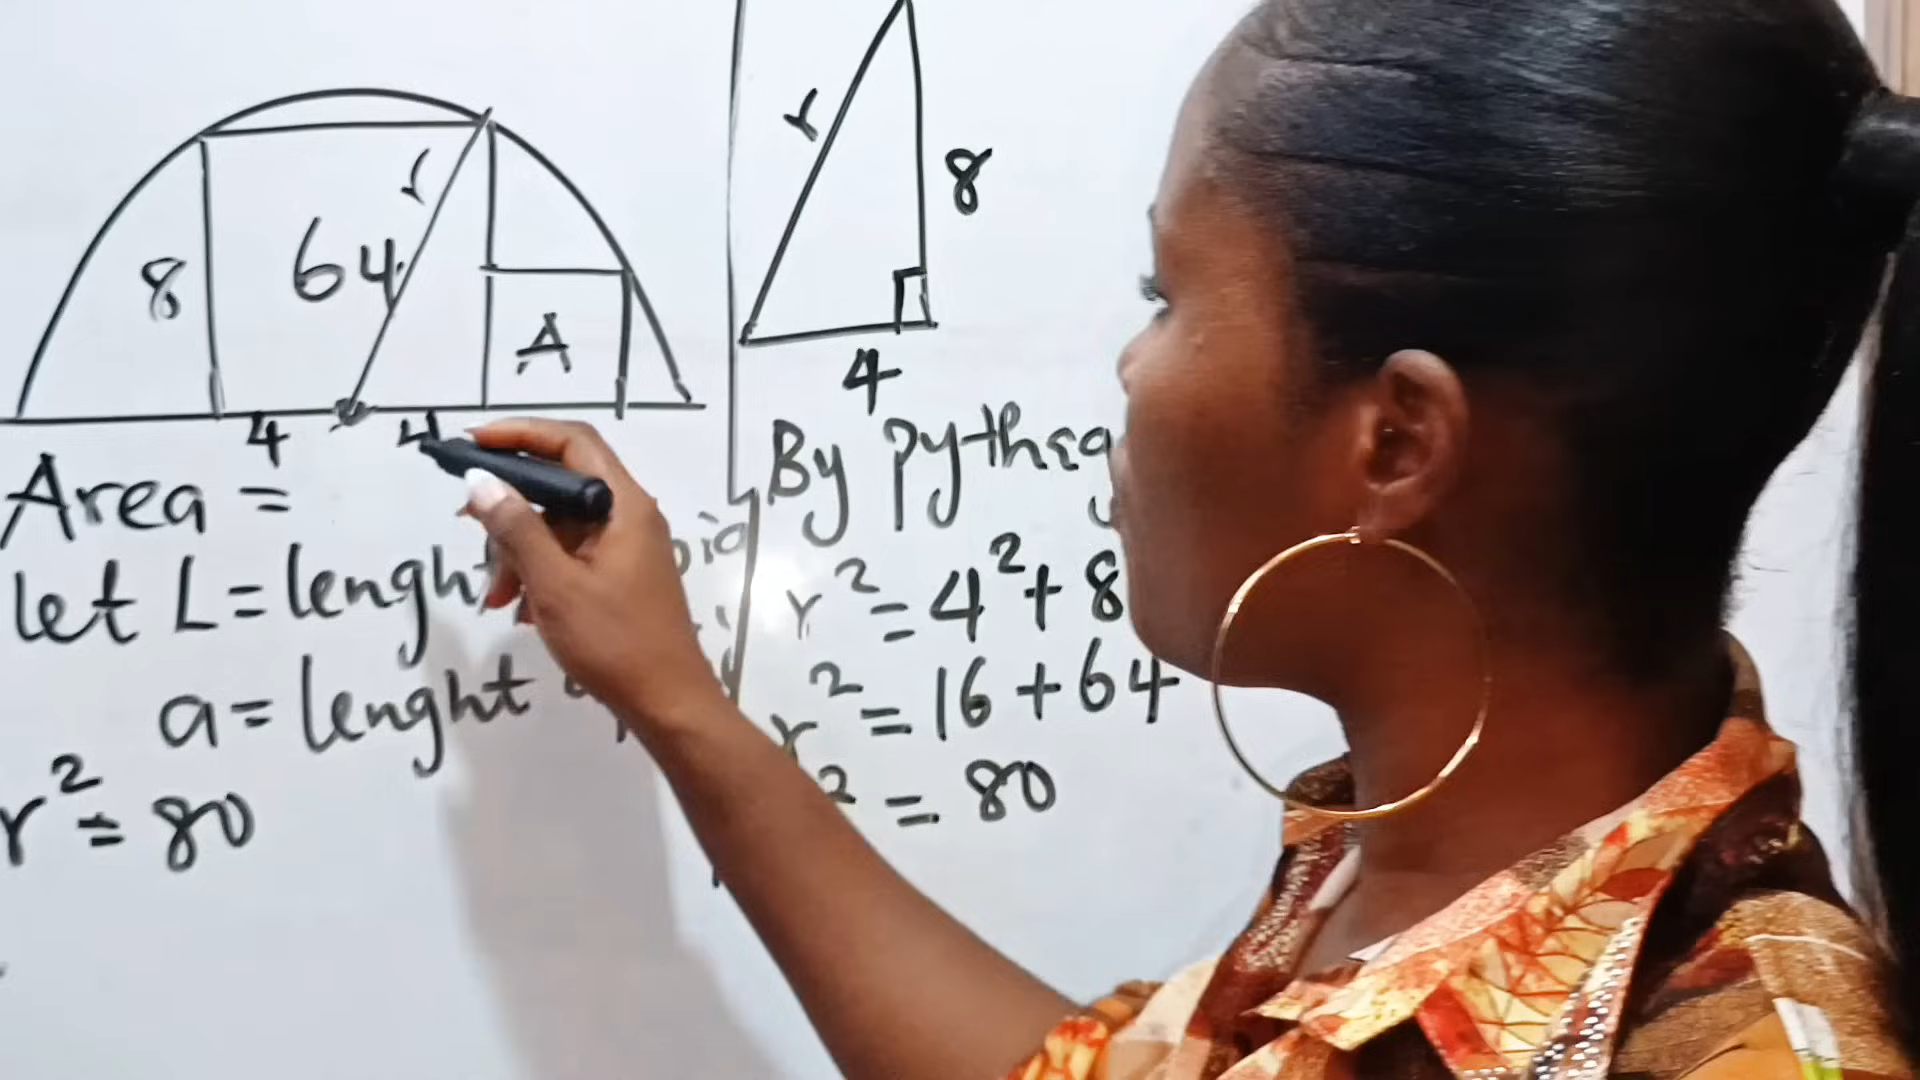 r
8
64
A
4
4
Area =
let L = lenght
a = lenght
r² = 80
r
8
4
By
r² = 4² + 8
r² = 16 + 64
² = 80